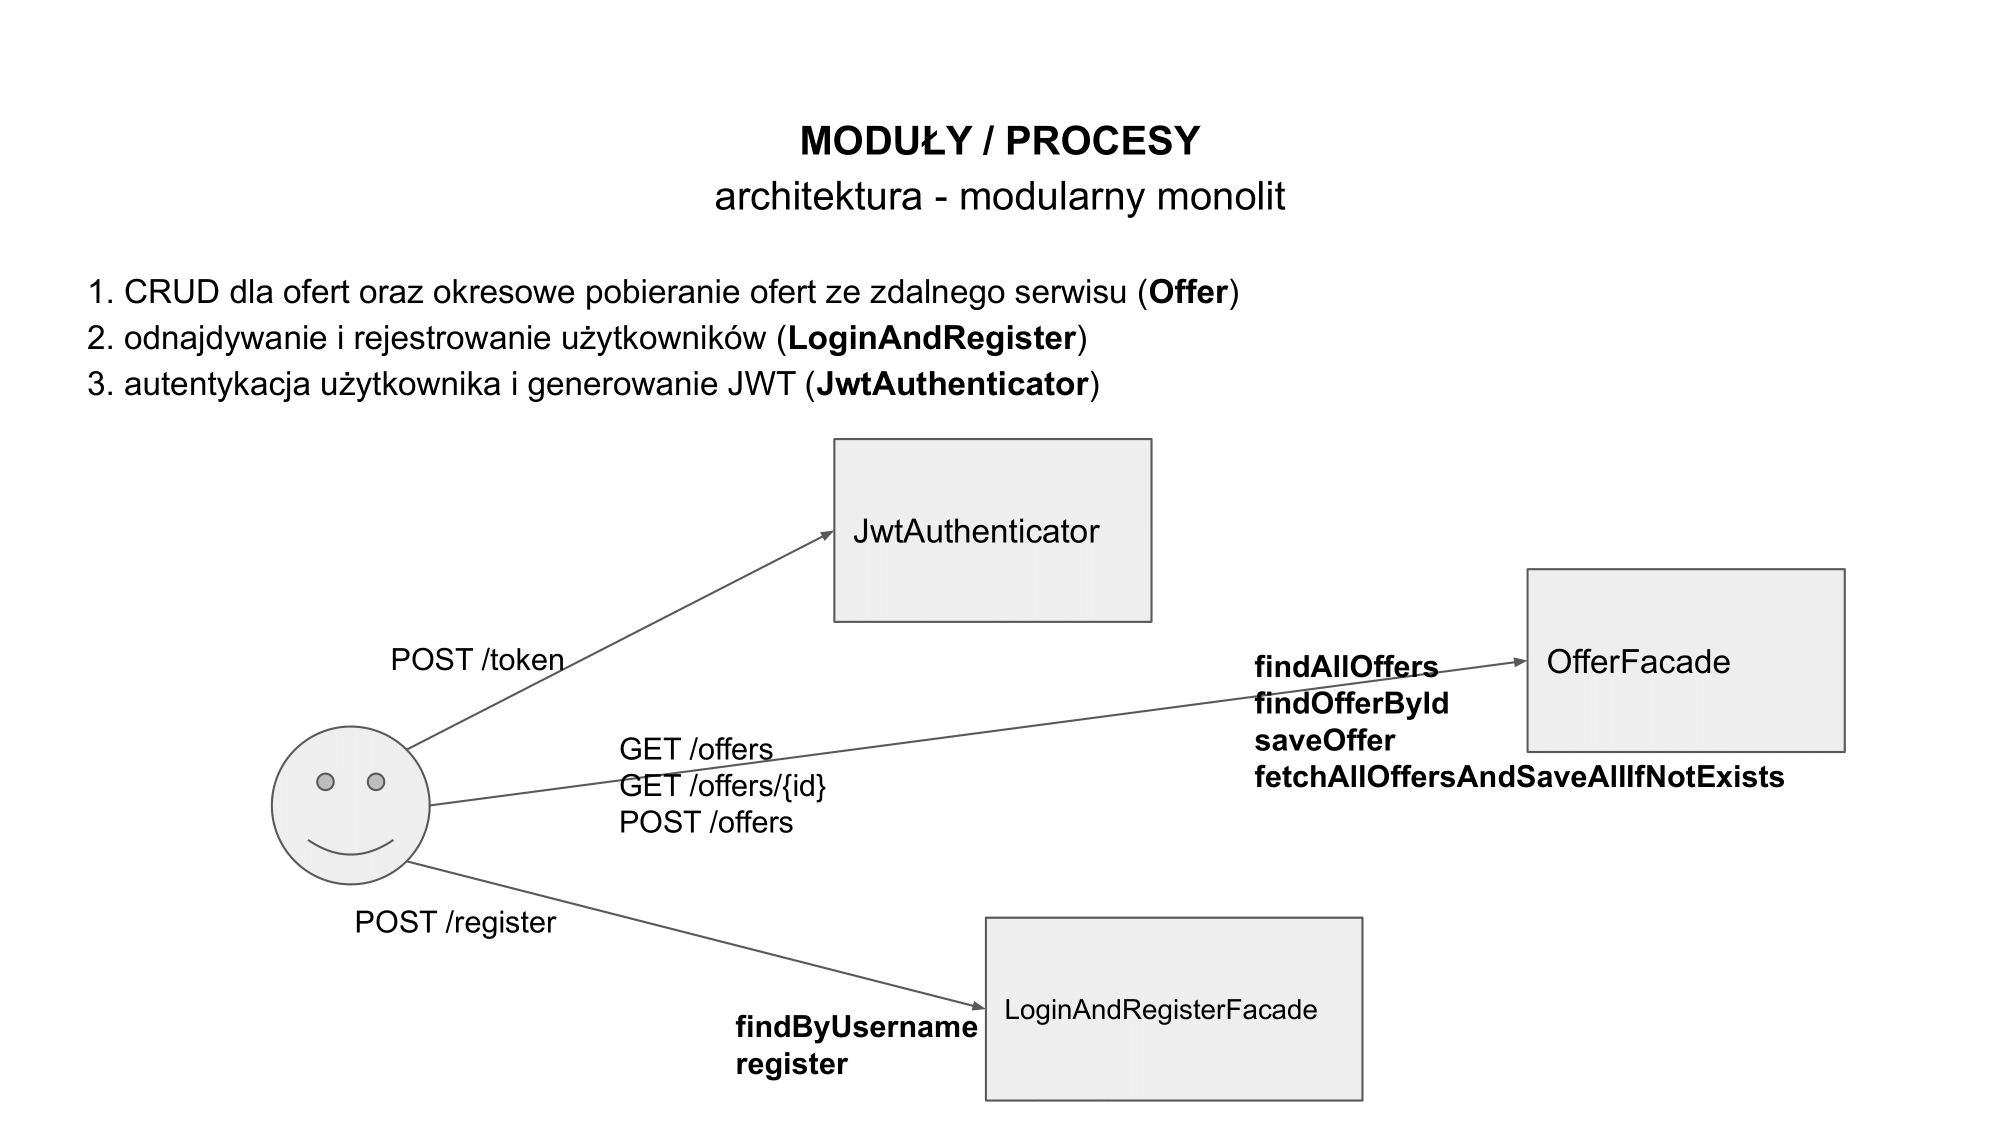 MODUŁY / PROCESY
architektura - modularny monolit
1. CRUD dla ofert oraz okresowe pobieranie ofert ze zdalnego serwisu (Offer)
2. odnajdywanie i rejestrowanie użytkowników (LoginAndRegister)
3. autentykacja użytkownika i generowanie JWT (JwtAuthenticator)
JwtAuthenticator
POST /token
OfferFacade
findAllOffers
findOfferById
saveOffer
fetchAllOffersAndSaveAllIfNotExists
GET /offers
GET /offers/{id}
POST /offers
POST /register
LoginAndRegisterFacade
findByUsername
register